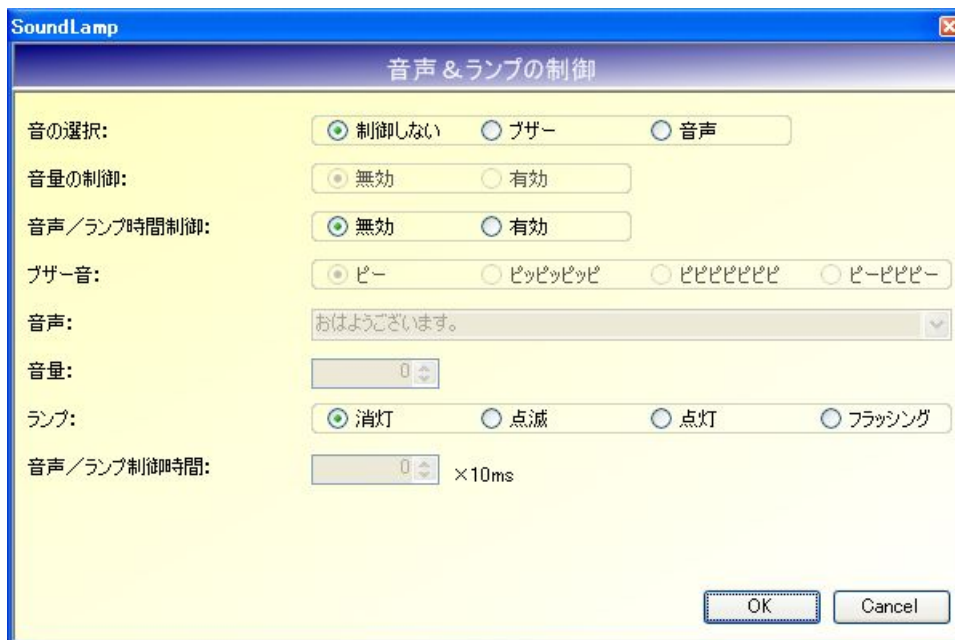 SoundLamp
音声＆ランプの制御
音の選択: 制御しない ブザー 音声
音量の制御: 無効 有効
音声／ランプ時間制御: 無効 有効
ブザー音: ピー ピッピッピッピ ピピピピピピピ ピーピピピー
音声: おはようございます。
音量: 0
ランプ: 消灯 点滅 点灯 フラッシング
音声／ランプ制御時間: 0 ×10ms
OK Cancel